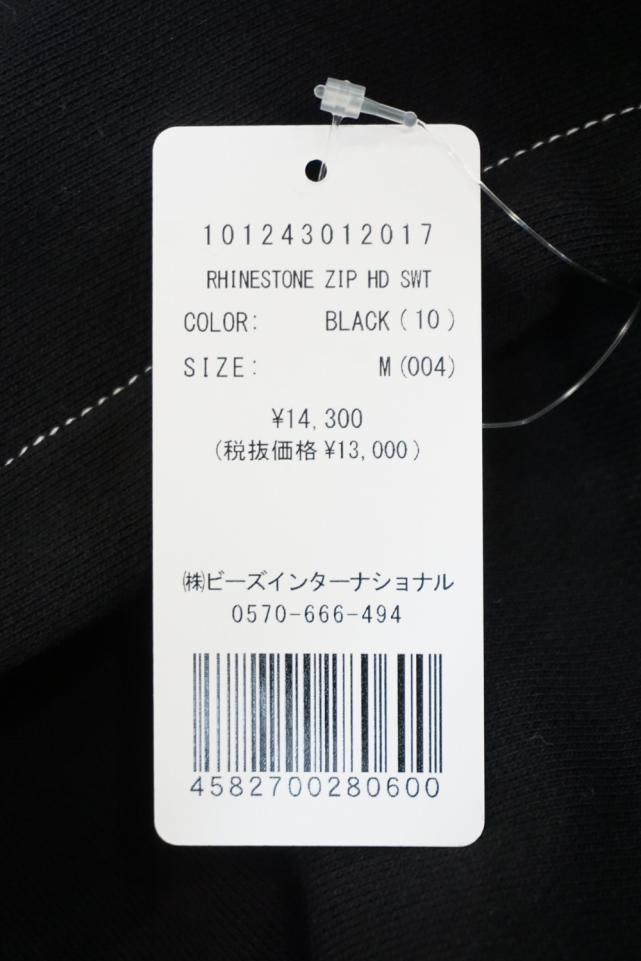 101243012017
RHINESTONE ZIP HD SWT
COLOR: BLACK(10)
SIZE: M(004)
¥14,300
(税抜価格¥13,000)
㈱ビーズインターナショナル
0570-666-494
4582700280600